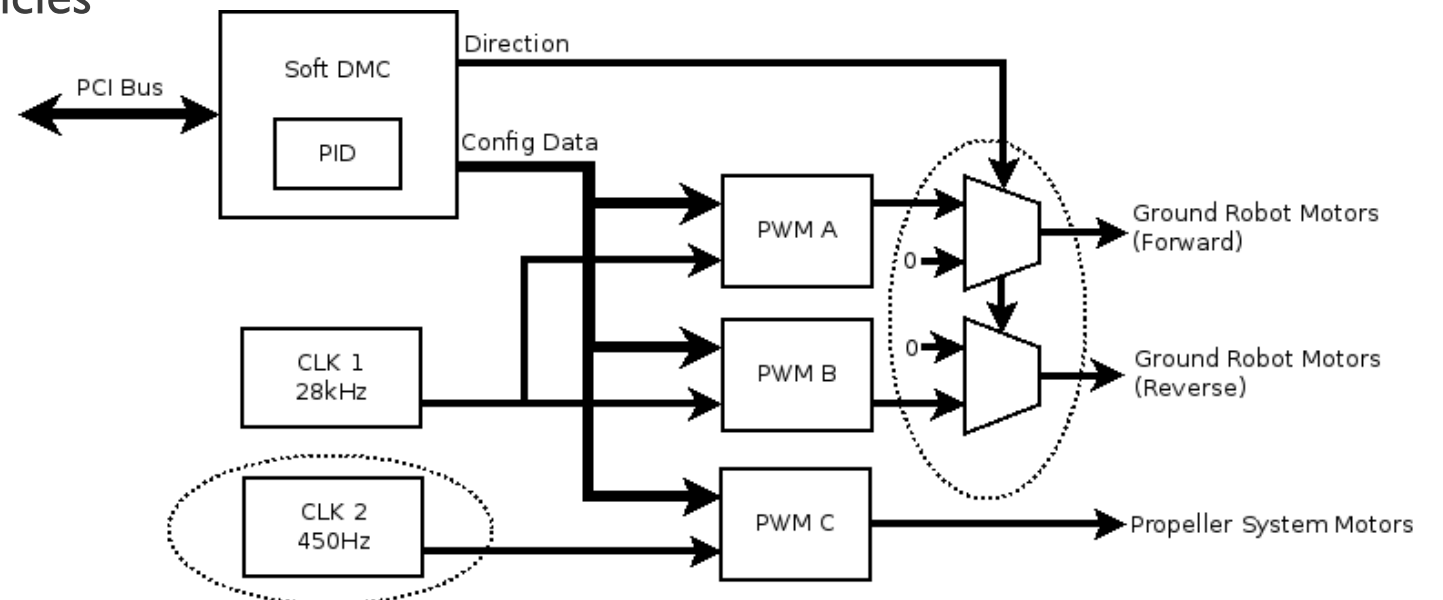 Direction
Soft DMC
PCI Bus
PID
Config Data
PWM A
0
Ground Robot Motors
(Forward)
CLK 1
28kHz
PWM B
0
Ground Robot Motors
(Reverse)
CLK 2
450Hz
PWM C
Propeller System Motors